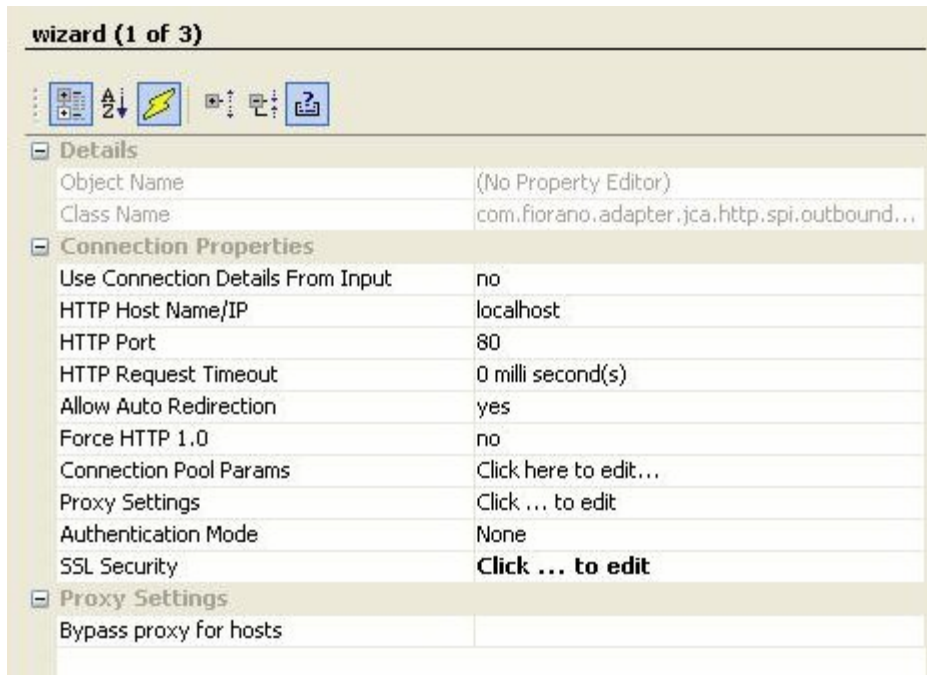 wizard (1 of 3)
Details
Object Name (No Property Editor)
Class Name com.fiorano.adapter.jca.http.spi.outbound...
Connection Properties
Use Connection Details From Input no
HTTP Host Name/IP localhost
HTTP Port 80
HTTP Request Timeout 0 milli second(s)
Allow Auto Redirection yes
Force HTTP 1.0 no
Connection Pool Params Click here to edit...
Proxy Settings Click ... to edit
Authentication Mode None
SSL Security Click ... to edit
Proxy Settings
Bypass proxy for hosts